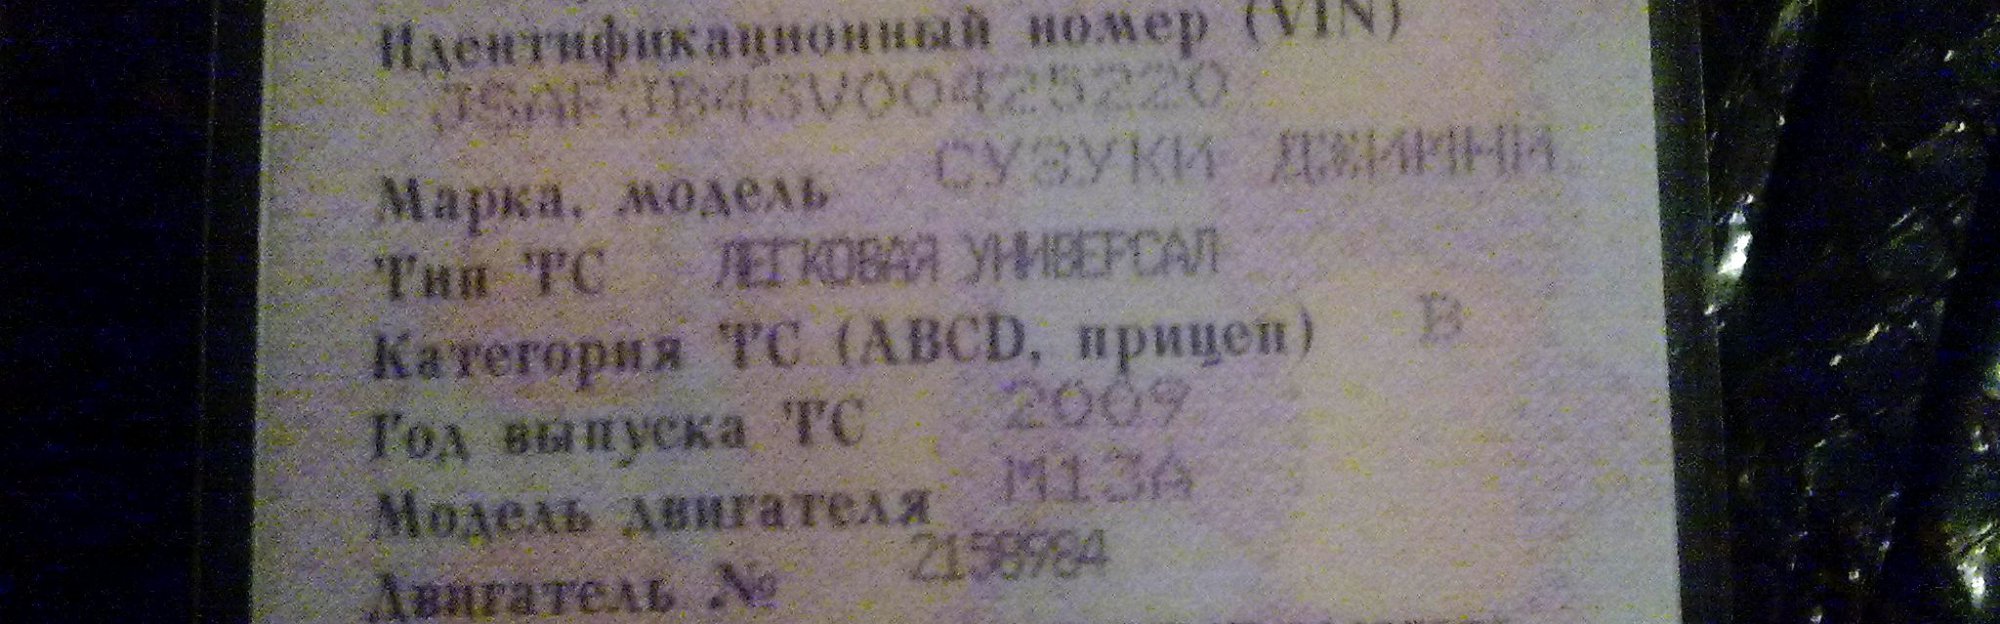 Идентификационный номер (VIN)
JSAFJB43V00425220
Марка, модель СУЗУКИ ДЖИМНИ
Тип ТС ЛЕГКОВАЯ УНИВЕРСАЛ
Категория ТС (ABCD, прицеп) B
Год выпуска ТС 2009
Модель двигателя M13A
Двигатель № 2158984